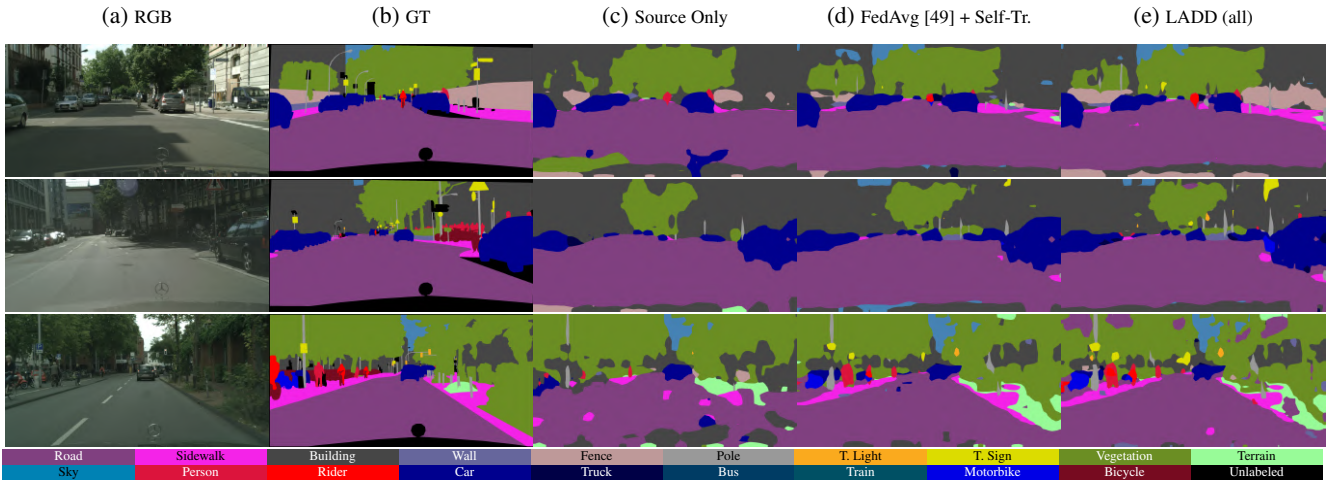 (a) RGB (b) GT (c) Source Only (d) FedAvg [49] + Self-Tr. (e) LADD (all)
Road Sidewalk Building Wall Fence Pole T. Light T. Sign Vegetation Terrain
Sky Person Rider Car Truck Bus Train Motorbike Bicycle Unlabeled